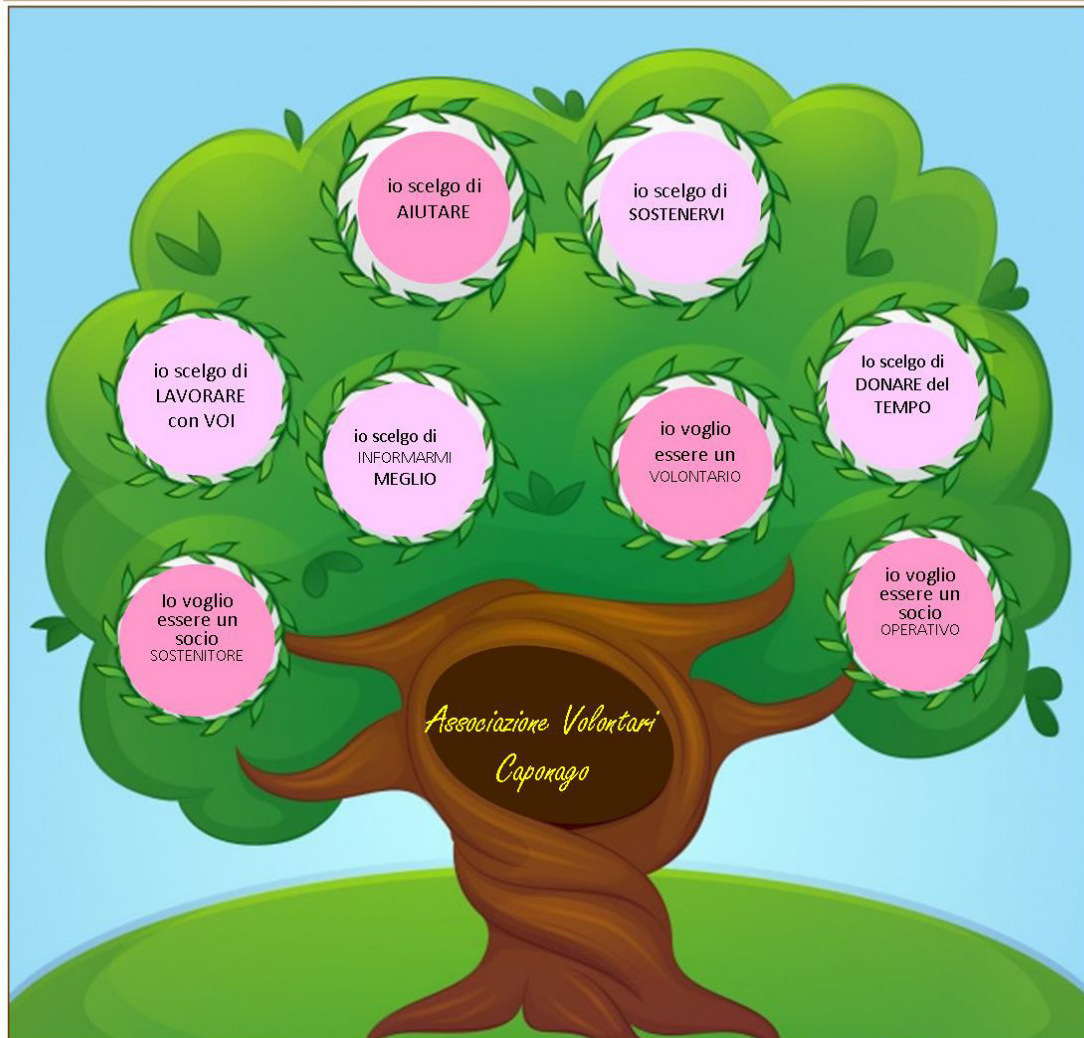 io scelgo di
AIUTARE
io scelgo di
SOSTENERVI
io scelgo di
LAVORARE
con VOI
io scelgo di
INFORMARMI
MEGLIO
io voglio
essere un
VOLONTARIO
Io scelgo di
DONARE del
TEMPO
Io voglio
essere un
socio
SOSTENITORE
io voglio
essere un
socio
OPERATIVO
Associazione Volontari
Caponago